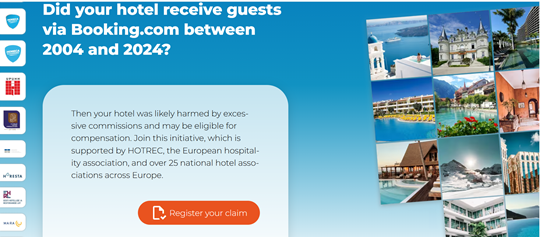 Did your hotel receive guests
via Booking.com between
2004 and 2024?
Then your hotel was likely harmed by exces-
sive commissions and may be eligible for
compensation. Join this initiative, which is
supported by HOTREC, the European hospital-
ity association, and over 25 national hotel asso-
ciations across Europe.
Register your claim
HORESTA